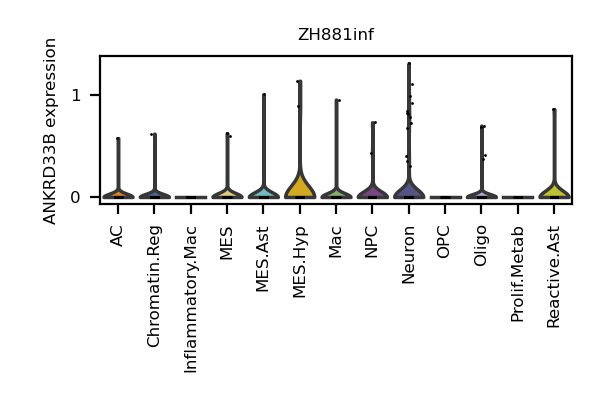 ZH881inf
ANKRD33B expression
1
0
AC
Chromatin.Reg
Inflammatory.Mac
MES
MES.Ast
MES.Hyp
Mac
NPC
Neuron
OPC
Oligo
Prolif.Metab
Reactive.Ast